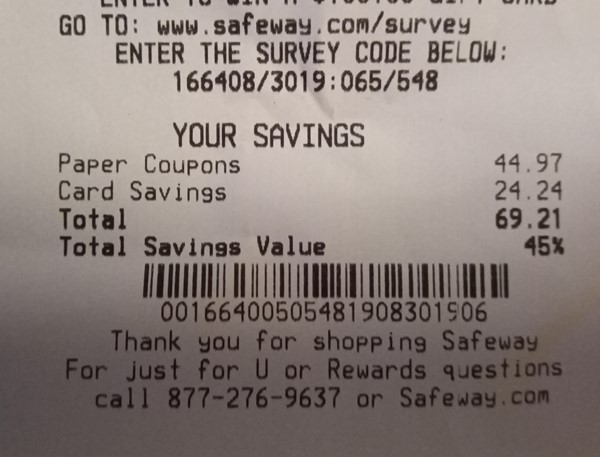 GO TO: www.safeway.com/survey
ENTER THE SURVEY CODE BELOW:
166408/3019:065/548
YOUR SAVINGS
Paper Coupons 44.97
Card Savings 24.24
Total 69.21
Total Savings Value 45%
0016640050548190830 1906
Thank you for shopping Safeway
For just for U or Rewards questions
call 877-276-9637 or Safeway.com